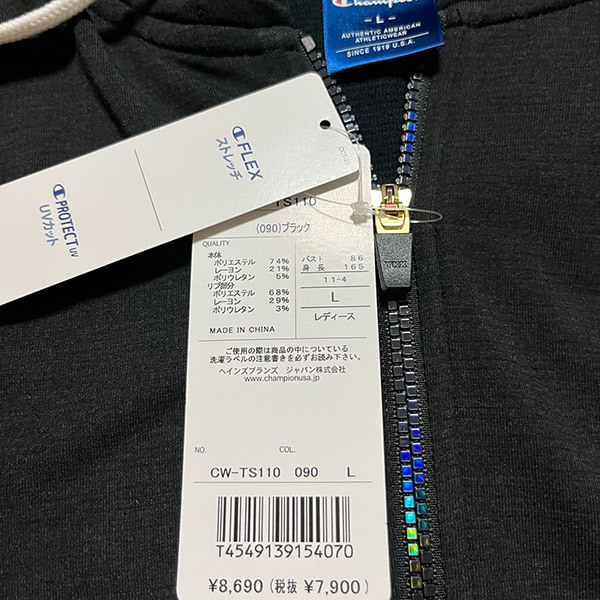 Champion
- L -
AUTHENTIC AMERICAN
ATHLETICWEAR
SINCE 1919 U.S.A.
FLEX
ストレッチ
PROTECT UV
UVカット
TS110
(090)ブラック
QUALITY
本体
ポリエステル 74%
レーヨン 21%
ポリウレタン 5%
リブ部分
ポリエステル 68%
レーヨン 29%
ポリウレタン 3%
MADE IN CHINA
バスト 86
身長 165
11-4
L
レディース
ご使用の際は商品の中についている
洗濯ラベルの注意書きを必ずお読み下さい。
ヘインズブランズ ジャパン株式会社
www.championusa.jp
NO. COL.
CW-TS110 090 L
T4549139154070
¥8,690(税抜 ¥7,900)
YKK